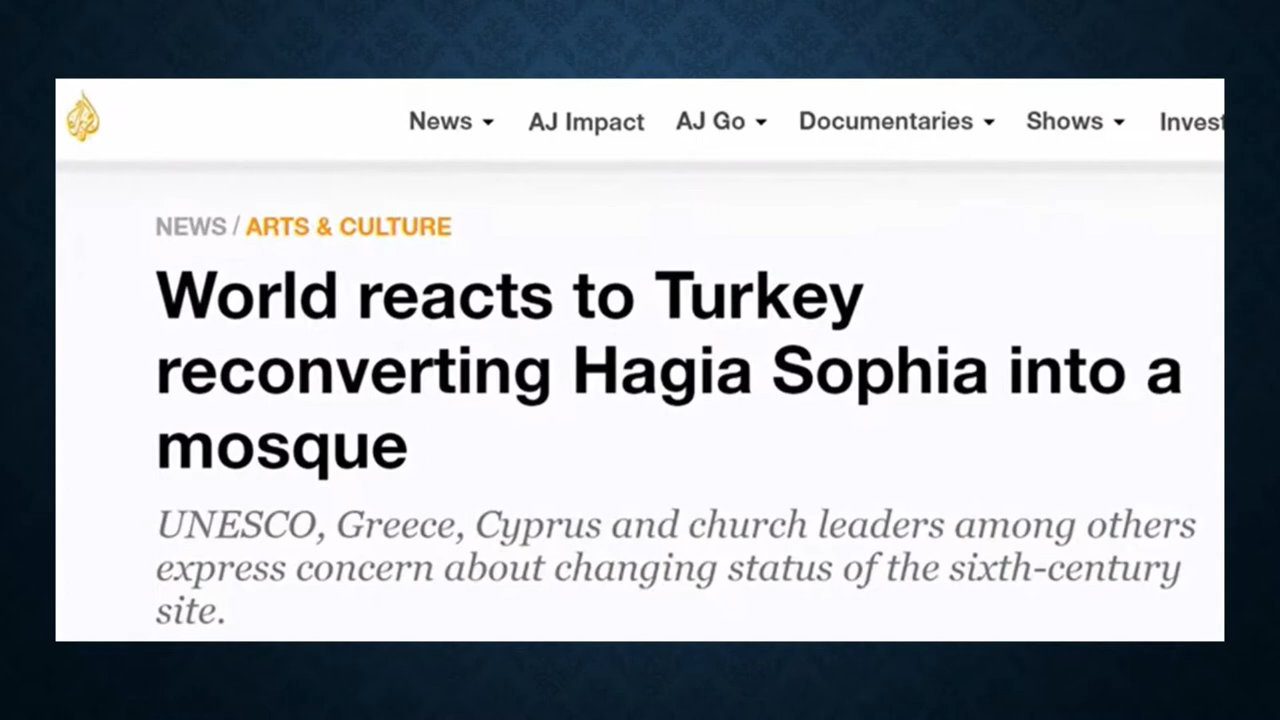 News AJ Impact AJ Go Documentaries Shows Invest
NEWS / ARTS & CULTURE
World reacts to Turkey
reconverting Hagia Sophia into a
mosque
UNESCO, Greece, Cyprus and church leaders among others
express concern about changing status of the sixth-century
site.